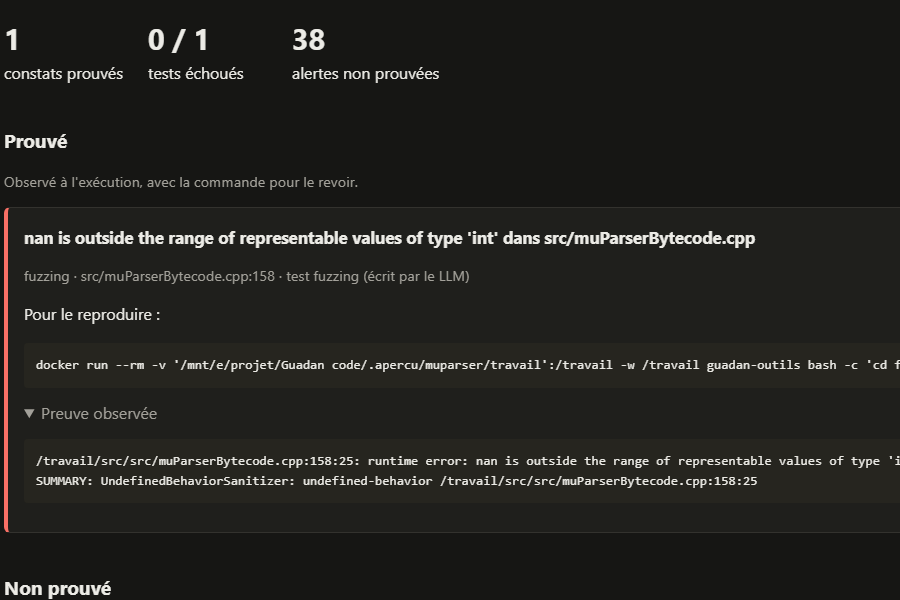 1
0 / 1
38
constats prouvés
tests échoués
alertes non prouvées
Prouvé
Observé à l'exécution, avec la commande pour le revoir.
nan is outside the range of representable values of type 'int' dans src/muParserBytecode.cpp
fuzzing · src/muParserBytecode.cpp:158 · test fuzzing (écrit par le LLM)
Pour le reproduire :
docker run --rm -v '/mnt/e/projet/Guadan code/.apercu/muparser/travail':/travail -w /travail guadan-outils bash -c 'cd f
▼ Preuve observée
/travail/src/src/muParserBytecode.cpp:158:25: runtime error: nan is outside the range of representable values of type 'i
SUMMARY: UndefinedBehaviorSanitizer: undefined-behavior /travail/src/src/muParserBytecode.cpp:158:25
Non prouvé